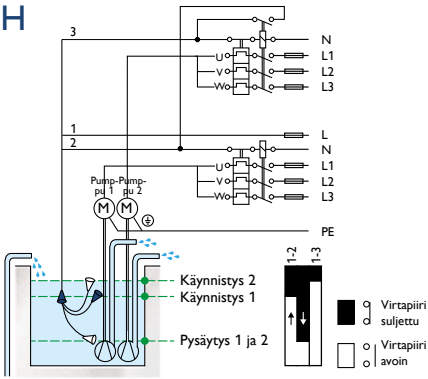 H
3
N
U
L1
V
L2
W
L3
1
L
2
N
U
L1
V
L2
W
L3
Pump-
pu 1
Pump-
pu 2
M
M
PE
1-2
1-3
Käynnistys 2
Käynnistys 1
Pysäytys 1 ja 2
Virtapiiri
suljettu
Virtapiiri
avoin